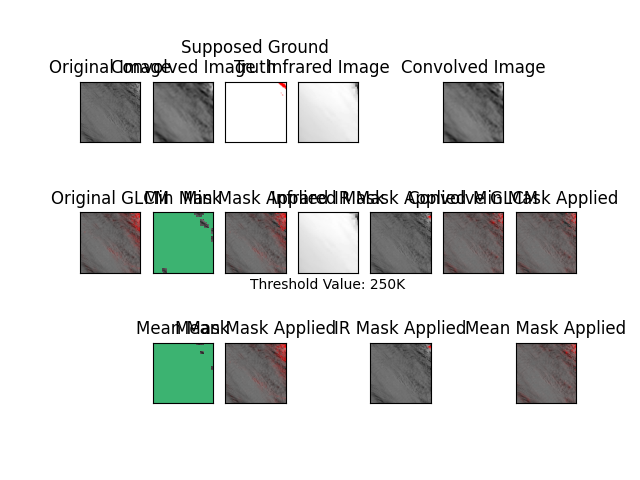 Supposed Ground
Original Image Convolved Image Truth Infrared Image Convolved Image
Original GLCM Min Mask Min Mask Applied Infrared Mask IR Mask Applied Convolved GLCM Min Mask Applied
Threshold Value: 250K
Mean Mask Mean Mask Applied IR Mask Applied Mean Mask Applied